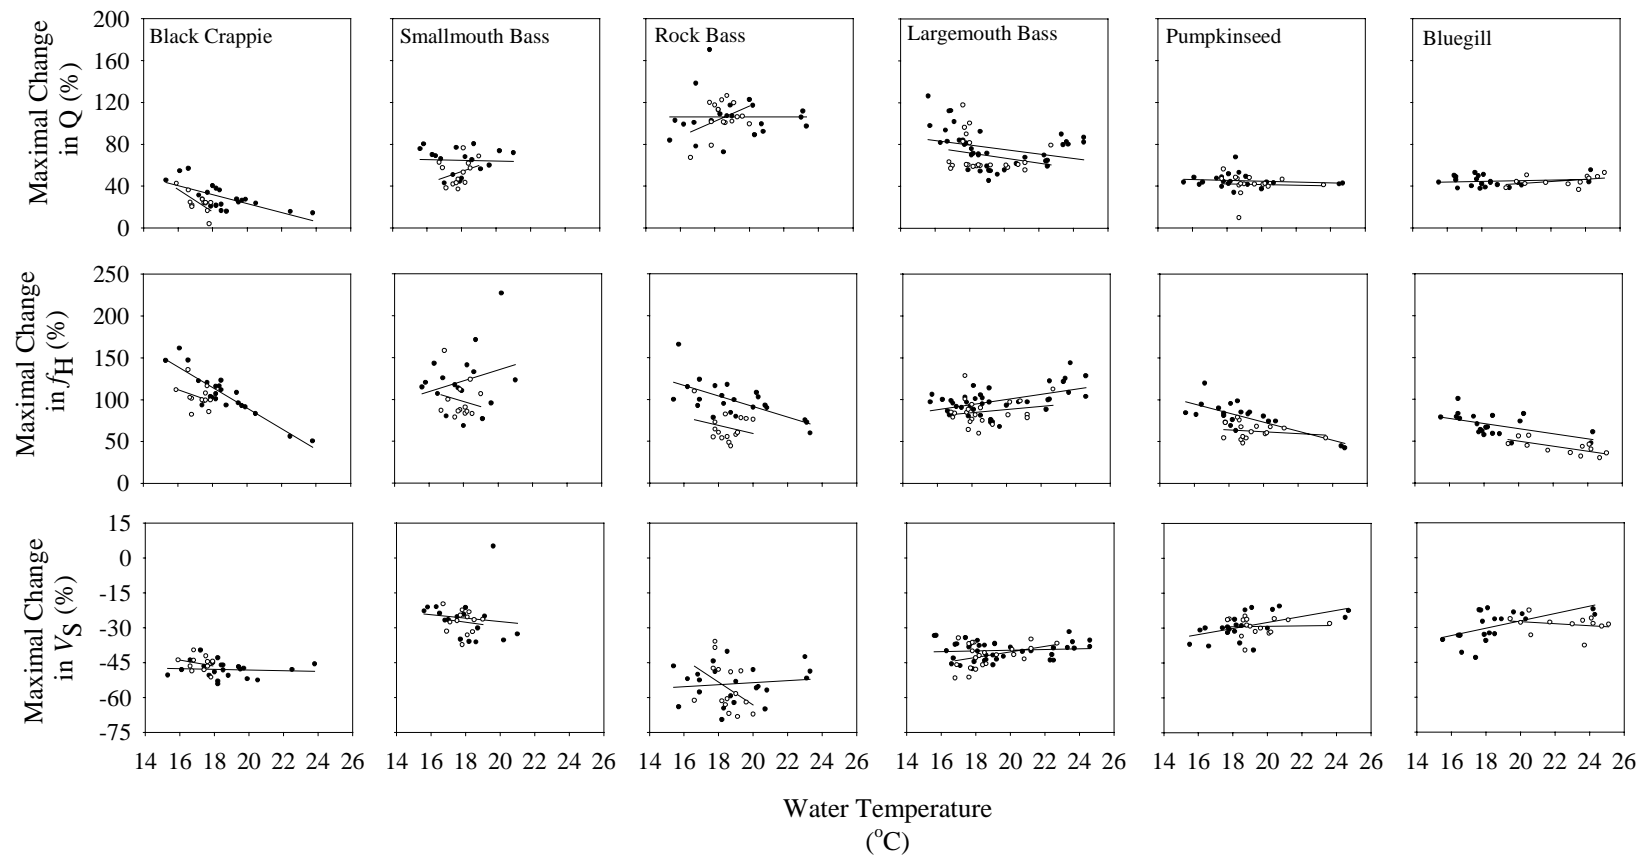 Black Crappie Smallmouth Bass Rock Bass Largemouth Bass Pumpkinseed Bluegill
Maximal Change
in Q (%)
200
160
120
80
40
0
Maximal Change
in fH (%)
250
200
150
100
50
0
Maximal Change
in VS (%)
15
0
-15
-30
-45
-60
-75
14 16 18 20 22 24 26 14 16 18 20 22 24 26 14 16 18 20 22 24 26 14 16 18 20 22 24 26 14 16 18 20 22 24 26 14 16 18 20 22 24 26
Water Temperature
(°C)